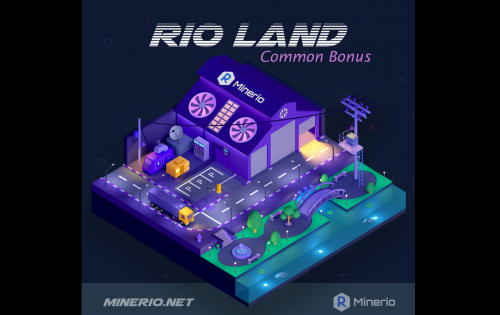 RIO LAND
Common Bonus
R Minerio
P P P
MINERIO.NET
R Minerio